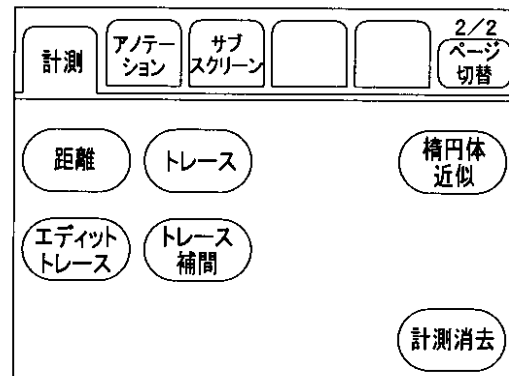 計測
アノテー
ション
サブ
スクリーン
2/2
ページ
切替
距離
トレース
楕円体
近似
エディット
トレース
トレース
補間
計測消去